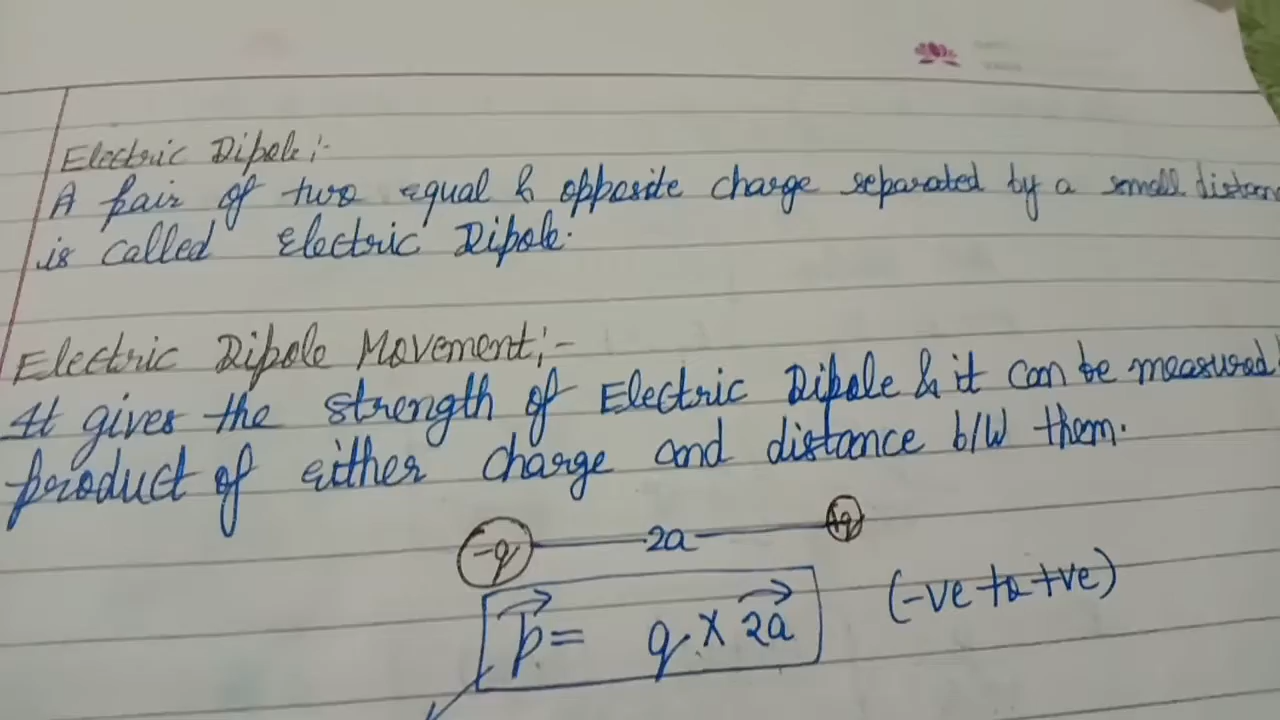 Electric Dipole:-
A pair of two equal & opposite charge separated by a small distan
is called Electric Dipole.
Electric Dipole Movement:-
It gives the strength of Electric Dipole & it can be measured
product of either charge and distance b/w them.
-q 2a +q
p⃗ = q × 2a⃗ (-ve to +ve)